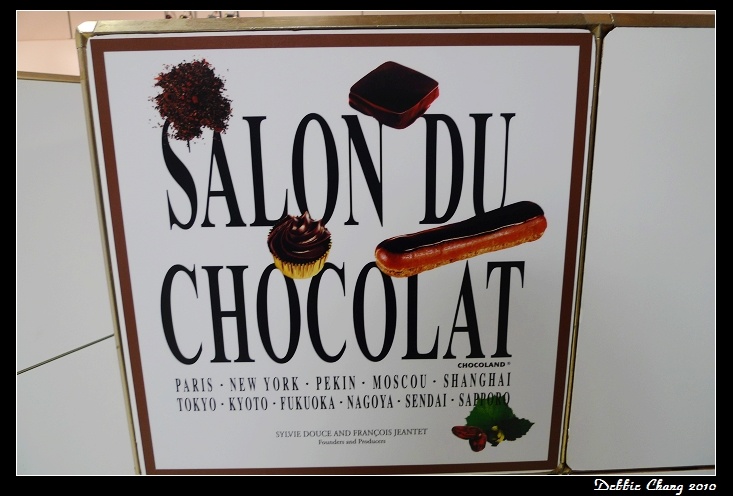 SALON DU
CHOCOLAT
CHOCOLAND®
PARIS · NEW YORK · PEKIN · MOSCOU · SHANGHAI
TOKYO · KYOTO · FUKUOKA · NAGOYA · SENDAI · SAPPORO
SYLVIE DOUCE AND FRANÇOIS JEANTET
Founders and Producers
Debbie Chang 2010